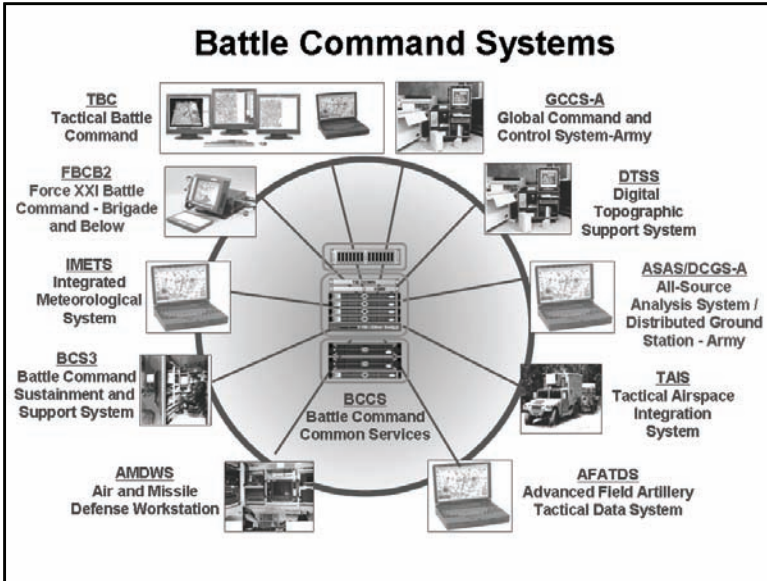 Battle Command Systems
TBC
Tactical Battle
Command
GCCS-A
Global Command and
Control System-Army
FBCB2
Force XXI Battle
Command - Brigade
and Below
DTSS
Digital
Topographic
Support System
IMETS
Integrated
Meteorological
System
ASAS/DCGS-A
All-Source
Analysis System /
Distributed Ground
Station - Army
BCS3
Battle Command
Sustainment and
Support System
BCCS
Battle Command
Common Services
TAIS
Tactical Airspace
Integration
System
AMDWS
Air and Missile
Defense Workstation
AFATDS
Advanced Field Artillery
Tactical Data System